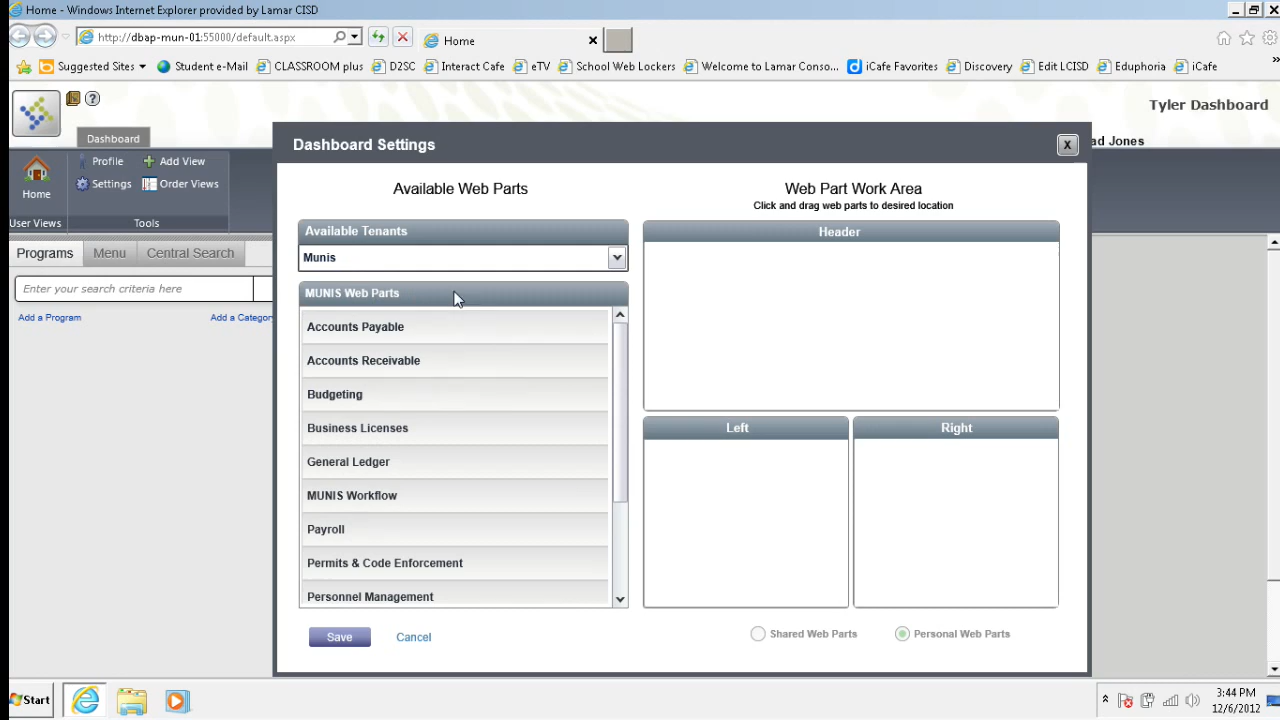 Home - Windows Internet Explorer provided by Lamar CISD
http://dbap-mun-01:55000/default.aspx
Home
X
Suggested Sites
Student e-Mail
CLASSROOM plus
D2SC
Interact Cafe
eTV
School Web Lockers
Welcome to Lamar Conso...
iCafe Favorites
Discovery
Edit LCISD
Eduphoria
iCafe
»
?
Tyler Dashboard
Dashboard
ad Jones
Home
Profile
Add View
Settings
Order Views
User Views
Tools
Programs
Menu
Central Search
Enter your search criteria here
Add a Program
Add a Category
Dashboard Settings
X
Available Web Parts
Web Part Work Area
Click and drag web parts to desired location
Available Tenants
Munis
MUNIS Web Parts
Accounts Payable
Accounts Receivable
Budgeting
Business Licenses
General Ledger
MUNIS Workflow
Payroll
Permits & Code Enforcement
Personnel Management
Header
Left
Right
Save
Cancel
Shared Web Parts
Personal Web Parts
Start
3:44 PM
12/6/2012